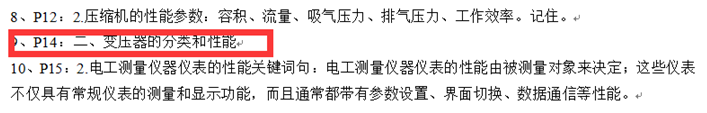 8、P12：2.压缩机的性能参数：容积、流量、吸气压力、排气压力、工作效率。记住。
9、P14：二、变压器的分类和性能
10、P15：2.电工测量仪器仪表的性能关键词句：电工测量仪器仪表的性能由被测量对象来决定；这些仪表
不仅具有常规仪表的测量和显示功能，而且通常都带有参数设置、界面切换、数据通信等性能。